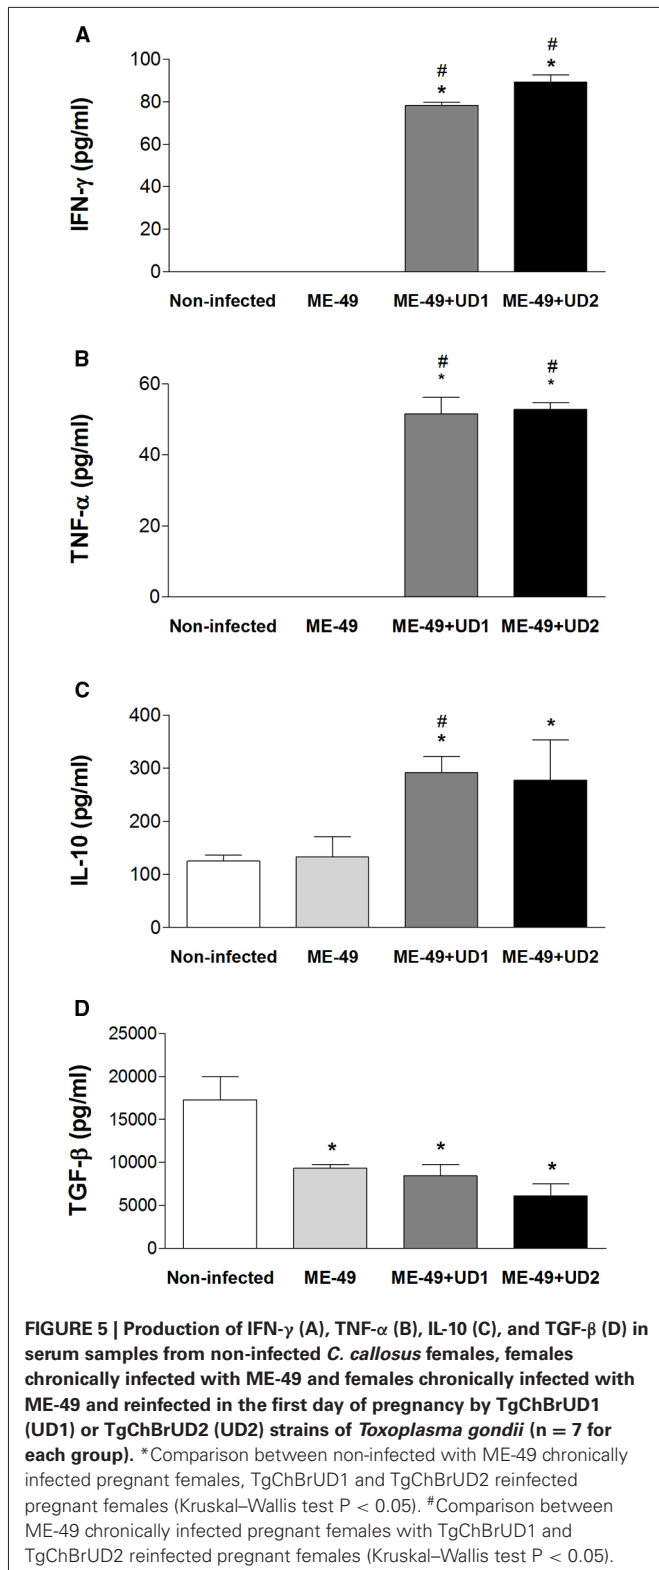 A
IFN-γ (pg/ml)
100
80
60
40
20
0
# #
* *
Non-infected ME-49 ME-49+UD1 ME-49+UD2
B
TNF-α (pg/ml)
60
40
20
0
# #
* *
Non-infected ME-49 ME-49+UD1 ME-49+UD2
C
IL-10 (pg/ml)
400
300
200
100
0
# *
*
Non-infected ME-49 ME-49+UD1 ME-49+UD2
D
TGF-β (pg/ml)
25000
20000
15000
10000
5000
0
* * *
Non-infected ME-49 ME-49+UD1 ME-49+UD2
FIGURE 5 | Production of IFN-γ (A), TNF-α (B), IL-10 (C), and TGF-β (D) in
serum samples from non-infected C. callosus females, females
chronically infected with ME-49 and females chronically infected with
ME-49 and reinfected in the first day of pregnancy by TgChBrUD1
(UD1) or TgChBrUD2 (UD2) strains of Toxoplasma gondii (n = 7 for
each group). *Comparison between non-infected with ME-49 chronically
infected pregnant females, TgChBrUD1 and TgChBrUD2 reinfected
pregnant females (Kruskal–Wallis test P < 0.05). #Comparison between
ME-49 chronically infected pregnant females with TgChBrUD1 and
TgChBrUD2 reinfected pregnant females (Kruskal–Wallis test P < 0.05).